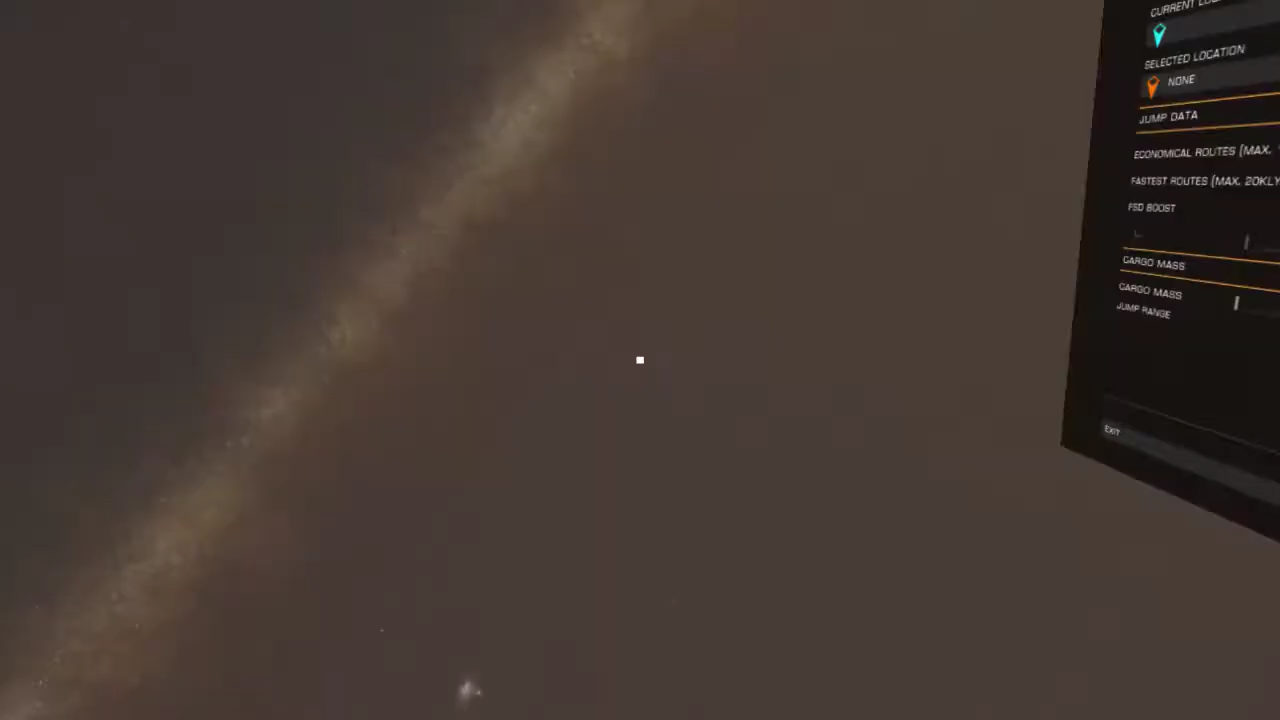 CURRENT
SELECTED LOCATION
NONE
JUMP DATA
ECONOMICAL ROUTES (MAX.
FASTEST ROUTES (MAX. 20KLY
FSD BOOST
CARGO MASS
CARGO MASS
JUMP RANGE
EXIT